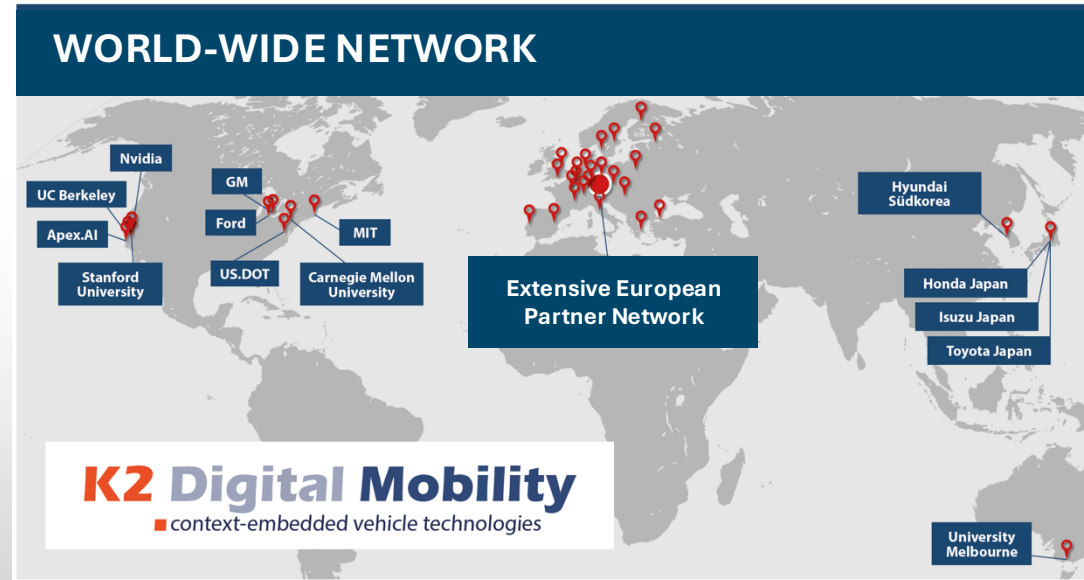 WORLD-WIDE NETWORK
Nvidia
UC Berkeley
Apex.AI
Stanford
University
GM
Ford
US.DOT
MIT
Carnegie Mellon
University
Extensive European
Partner Network
Hyundai
Südkorea
Honda Japan
Isuzu Japan
Toyota Japan
K2 Digital Mobility
context-embedded vehicle technologies
University
Melbourne